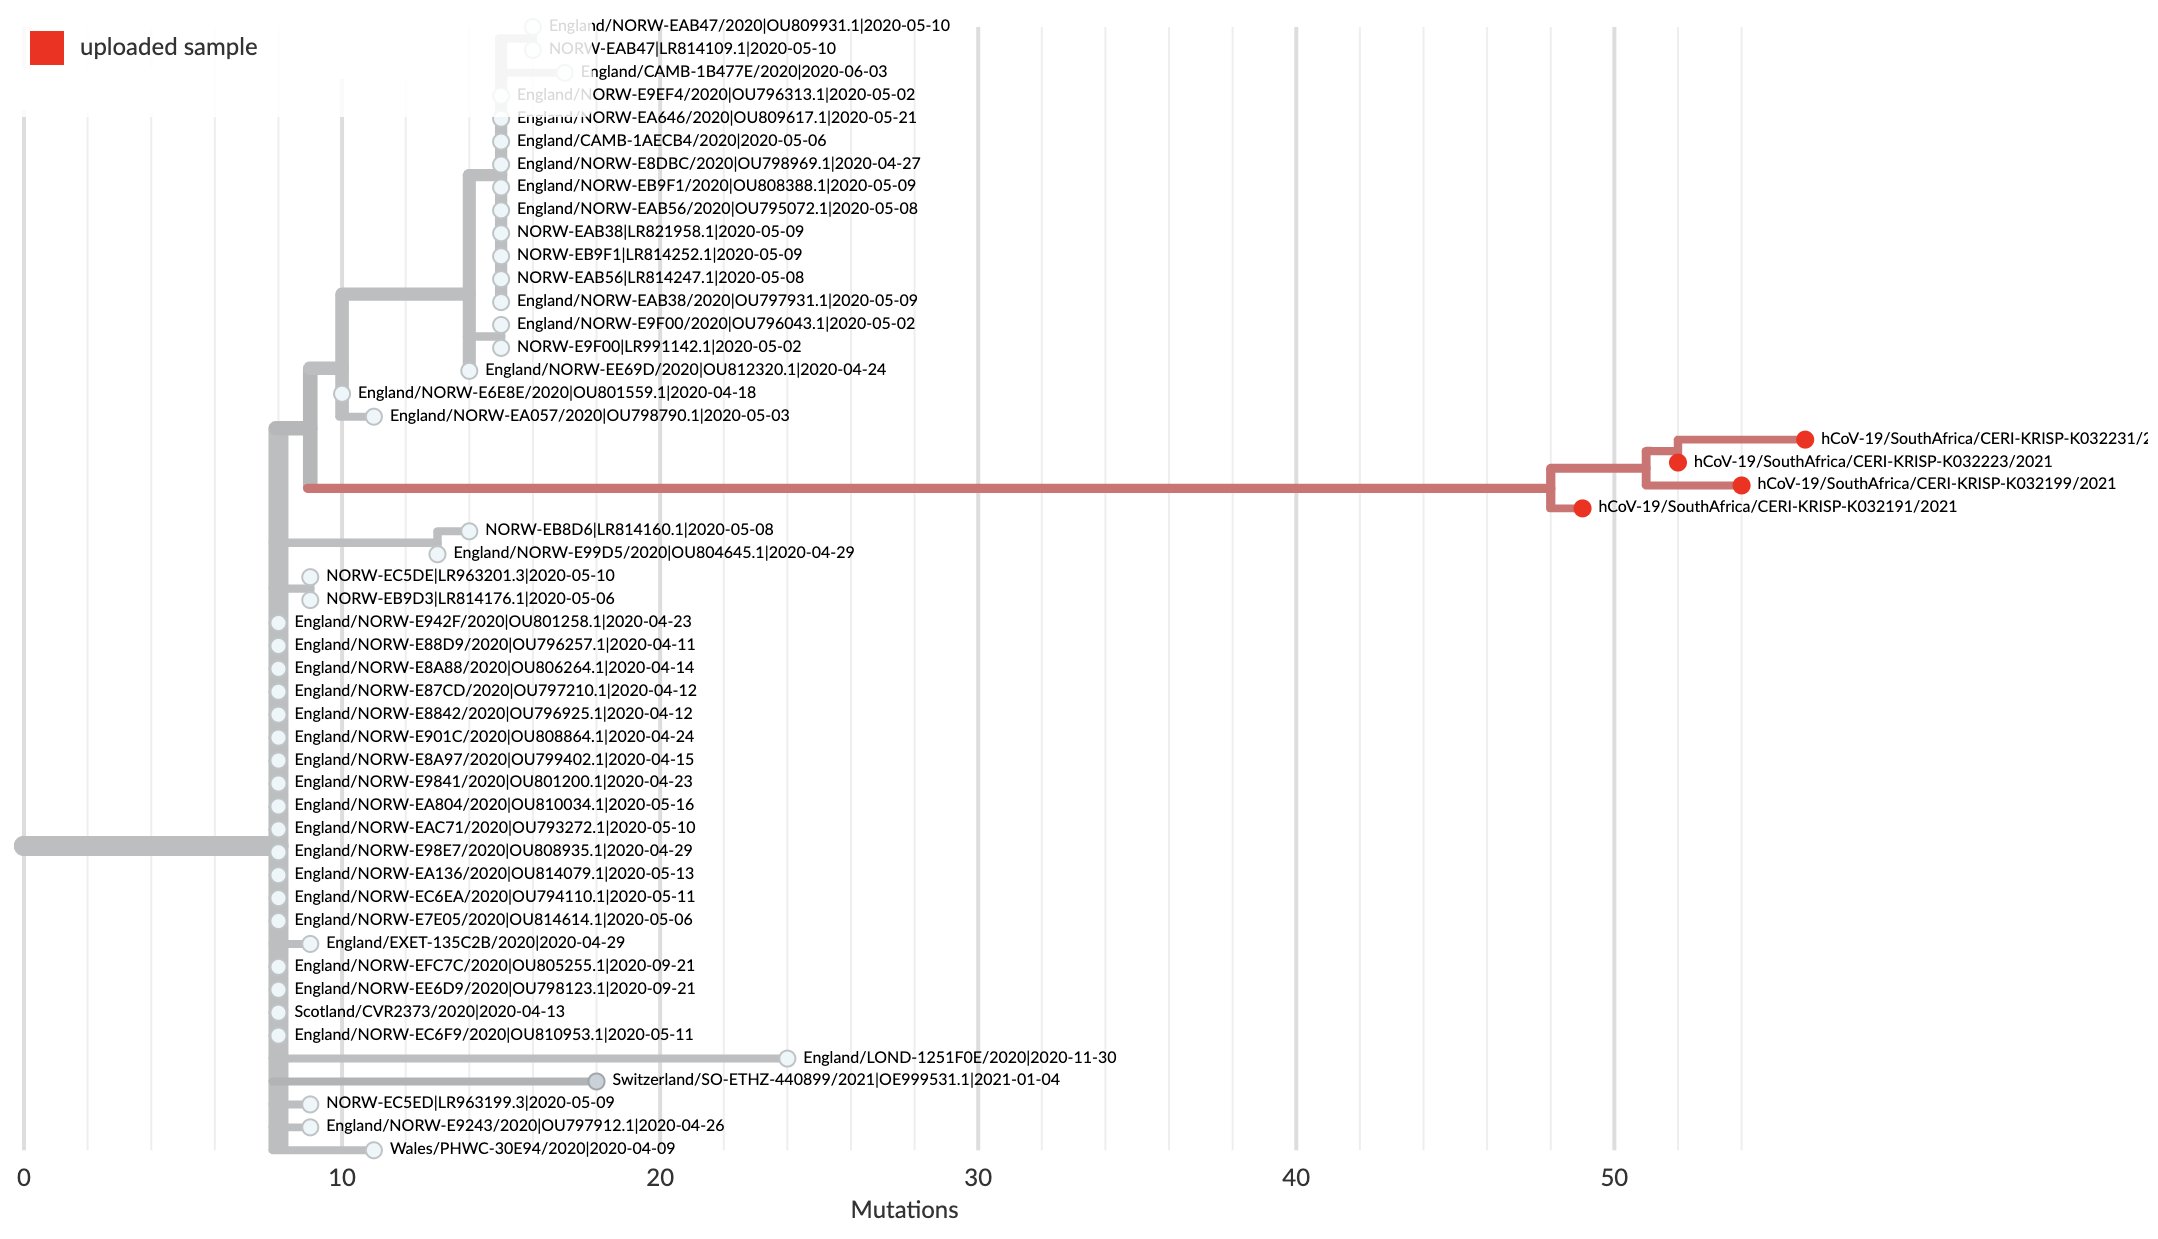 uploaded sample
England/NORW-EAB47/2020|OU809931.1|2020-05-10
NORW-EAB47|LR814109.1|2020-05-10
England/CAMB-1B477E/2020|2020-06-03
England/NORW-E9EF4/2020|OU796313.1|2020-05-02
England/NORW-EA646/2020|OU809617.1|2020-05-21
England/CAMB-1AECB4/2020|2020-05-06
England/NORW-E8DBC/2020|OU798969.1|2020-04-27
England/NORW-EB9F1/2020|OU808388.1|2020-05-09
England/NORW-EAB56/2020|OU795072.1|2020-05-08
NORW-EAB38|LR821958.1|2020-05-09
NORW-EB9F1|LR814252.1|2020-05-09
NORW-EAB56|LR814247.1|2020-05-08
England/NORW-EAB38/2020|OU797931.1|2020-05-09
England/NORW-E9F00/2020|OU796043.1|2020-05-02
NORW-E9F00|LR991142.1|2020-05-02
England/NORW-EE69D/2020|OU812320.1|2020-04-24
England/NORW-E6E8E/2020|OU801559.1|2020-04-18
England/NORW-EA057/2020|OU798790.1|2020-05-03
hCoV-19/SouthAfrica/CERI-KRISP-K032231/2
hCoV-19/SouthAfrica/CERI-KRISP-K032223/2021
hCoV-19/SouthAfrica/CERI-KRISP-K032199/2021
hCoV-19/SouthAfrica/CERI-KRISP-K032191/2021
NORW-EB8D6|LR814160.1|2020-05-08
England/NORW-E99D5/2020|OU804645.1|2020-04-29
NORW-EC5DE|LR963201.3|2020-05-10
NORW-EB9D3|LR814176.1|2020-05-06
England/NORW-E942F/2020|OU801258.1|2020-04-23
England/NORW-E88D9/2020|OU796257.1|2020-04-11
England/NORW-E8A88/2020|OU806264.1|2020-04-14
England/NORW-E87CD/2020|OU797210.1|2020-04-12
England/NORW-E8842/2020|OU796925.1|2020-04-12
England/NORW-E901C/2020|OU808864.1|2020-04-24
England/NORW-E8A97/2020|OU799402.1|2020-04-15
England/NORW-E9841/2020|OU801200.1|2020-04-23
England/NORW-EA804/2020|OU810034.1|2020-05-16
England/NORW-EAC71/2020|OU793272.1|2020-05-10
England/NORW-E98E7/2020|OU808935.1|2020-04-29
England/NORW-EA136/2020|OU814079.1|2020-05-13
England/NORW-EC6EA/2020|OU794110.1|2020-05-11
England/NORW-E7E05/2020|OU814614.1|2020-05-06
England/EXET-135C2B/2020|2020-04-29
England/NORW-EFC7C/2020|OU805255.1|2020-09-21
England/NORW-EE6D9/2020|OU798123.1|2020-09-21
Scotland/CVR2373/2020|2020-04-13
England/NORW-EC6F9/2020|OU810953.1|2020-05-11
England/LOND-1251F0E/2020|2020-11-30
Switzerland/SO-ETHZ-440899/2021|OE999531.1|2021-01-04
NORW-EC5ED|LR963199.3|2020-05-09
England/NORW-E9243/2020|OU797912.1|2020-04-26
Wales/PHWC-30E94/2020|2020-04-09
0 10 20 30 40 50
Mutations